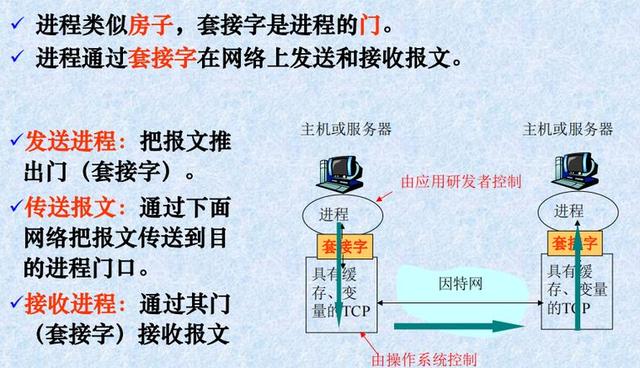 进程类似房子，套接字是进程的门。
进程通过套接字在网络上发送和接收报文。
发送进程：把报文推
出门（套接字）。
传送报文：通过下面
网络把报文传送到目
的进程门口。
接收进程：通过其门
（套接字）接收报文
主机或服务器
进程
套接字
具有缓
存、变
量的TCP
由应用研发者控制
因特网
由操作系统控制
主机或服务器
进程
套接字
具有缓
存、变
量的TCP